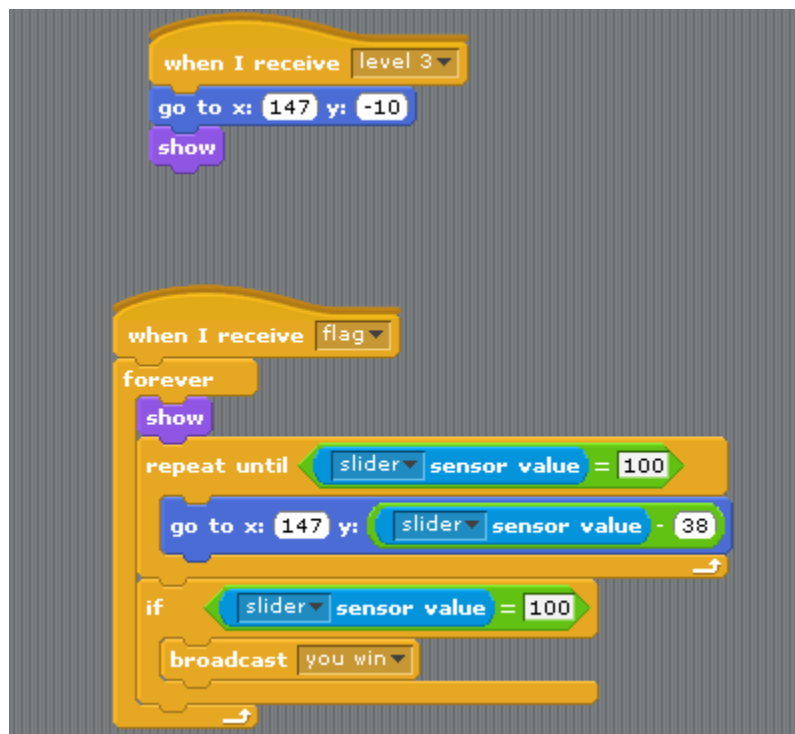 when I receive level 3
go to x: 147 y: -10
show
when I receive flag
forever
show
repeat until slider sensor value = 100
go to x: 147 y: slider sensor value - 38
if slider sensor value = 100
broadcast you win